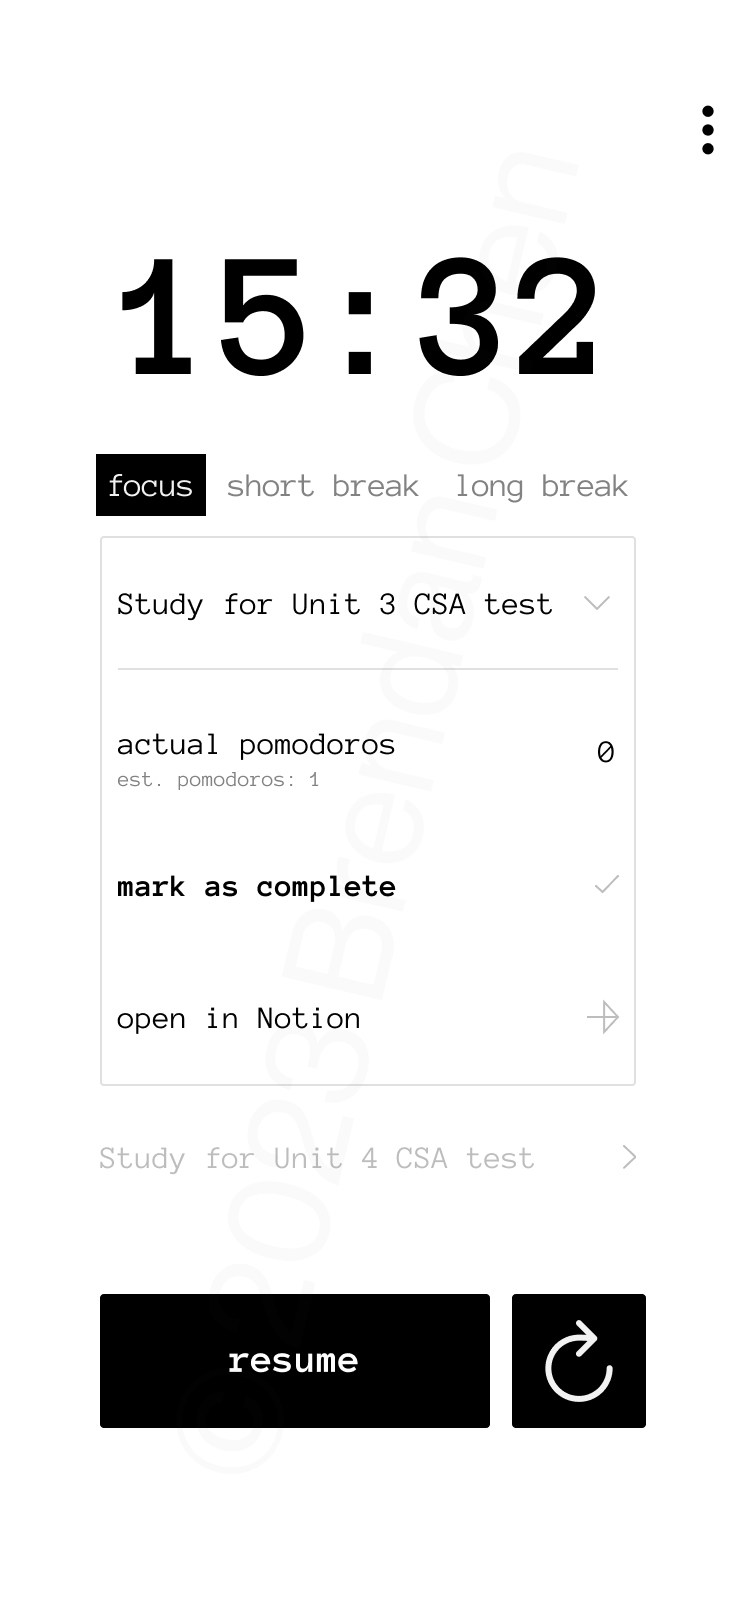 15:32
focus short break long break
Study for Unit 3 CSA test
actual pomodoros 0
est. pomodoros: 1
mark as complete
open in Notion
Study for Unit 4 CSA test
resume
© 2023 Brendan Chen